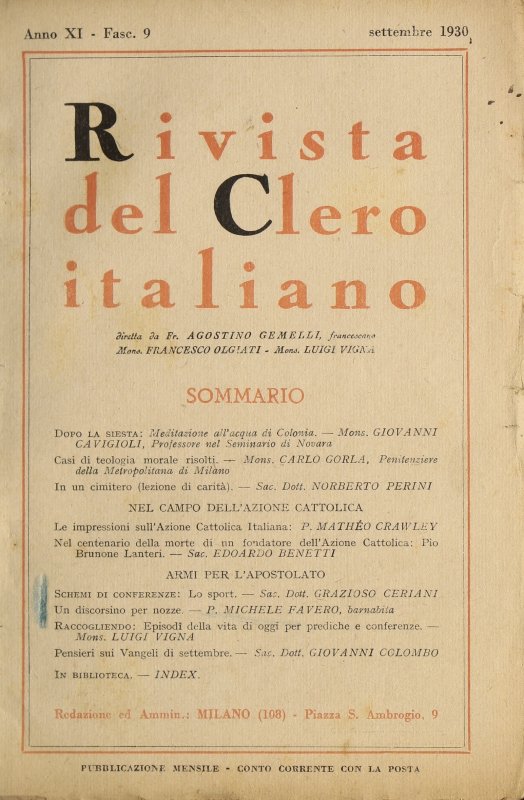 Anno XI - Fasc. 9
settembre 1930
Rivista
del Clero
italiano
diretta da Fr. AGOSTINO GEMELLI, francescano
Mons. FRANCESCO OLGIATI - Mons. LUIGI VIGNA
SOMMARIO
DOPO LA SIESTA: Meditazione all'acqua di Colonia. — Mons. GIOVANNI
CAVIGIOLI, Professore nel Seminario di Novara
Casi di teologia morale risolti. — Mons. CARLO GORLA, Penitenziere
della Metropolitana di Milano
In un cimitero (lezione di carità). — Sac. Dott. NORBERTO PERINI
NEL CAMPO DELL'AZIONE CATTOLICA
Le impressioni sull'Azione Cattolica Italiana: P. MATHÉO CRAWLEY
Nel centenario della morte di un fondatore dell'Azione Cattolica: Pio
Brunone Lanteri. — Sac. EDOARDO BENETTI
ARMI PER L'APOSTOLATO
SCHEMI DI CONFERENZE: Lo sport. — Sac. Dott. GRAZIOSO CERIANI
Un discorsino per nozze. — P. MICHELE FAVERO, barnabita
RACCOGLIENDO: Episodî della vita di oggi per prediche e conferenze. —
Mons. LUIGI VIGNA
Pensieri sui Vangeli di settembre. — Sac. Dott. GIOVANNI COLOMBO
IN BIBLIOTECA. — INDEX.
Redazione ed Ammin.: MILANO (108) - Piazza S. Ambrogio, 9
PUBBLICAZIONE MENSILE - CONTO CORRENTE CON LA POSTA